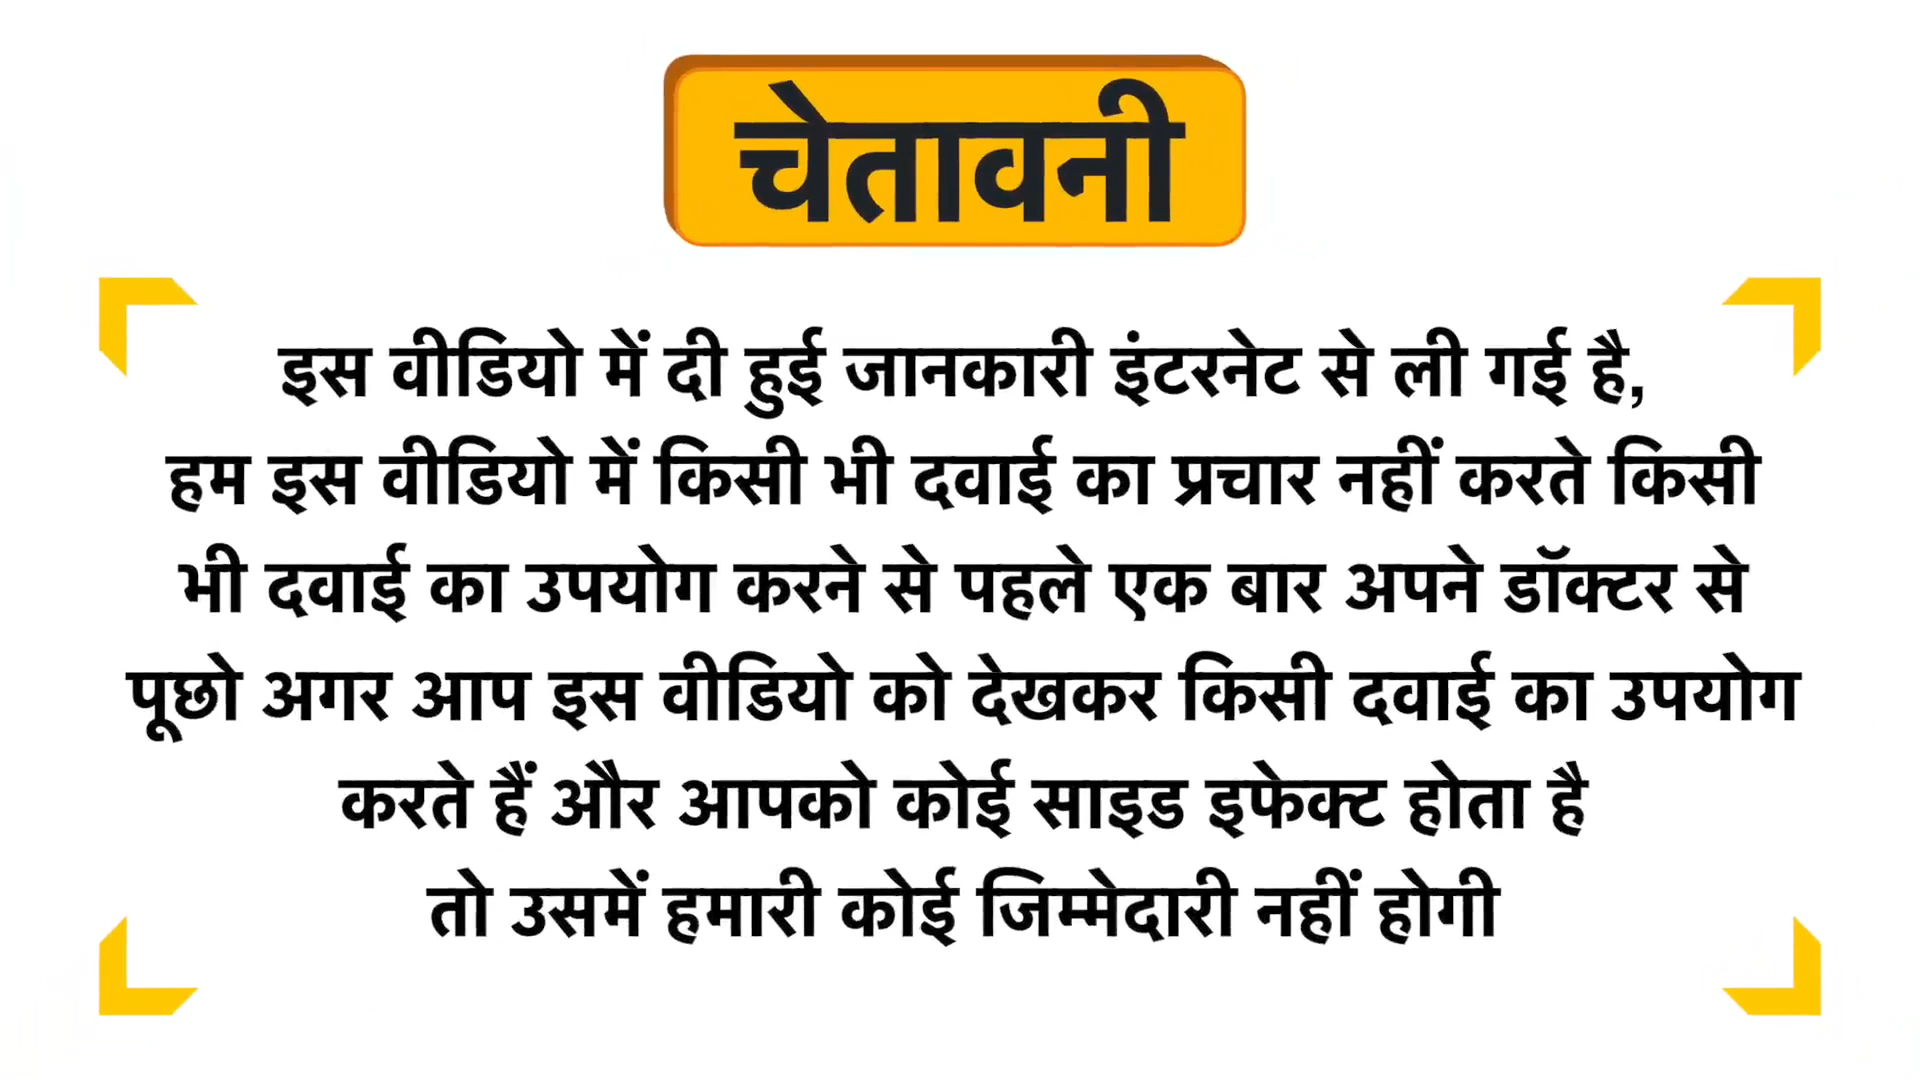 चेतावनी
इस वीडियो में दी हुई जानकारी इंटरनेट से ली गई है,
हम इस वीडियो में किसी भी दवाई का प्रचार नहीं करते किसी
भी दवाई का उपयोग करने से पहले एक बार अपने डॉक्टर से
पूछो अगर आप इस वीडियो को देखकर किसी दवाई का उपयोग
करते हैं और आपको कोई साइड इफेक्ट होता है
तो उसमें हमारी कोई जिम्मेदारी नहीं होगी